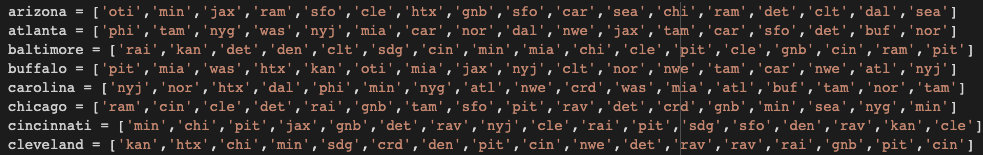 arizona = ['oti','min','jax','ram','sfo','cle','htx','gnb','sfo','car','sea','chi','ram','det','clt','dal','sea']
atlanta = ['phi','tam','nyg','was','nyj','mia','car','nor','dal','nwe','jax','tam','car','sfo','det','buf','nor']
baltimore = ['rai','kan','det','den','clt','sdg','cin','min','mia','chi','cle','pit','cle','gnb','cin','ram','pit']
buffalo = ['pit','mia','was','htx','kan','oti','mia','jax','nyj','clt','nor','nwe','tam','car','nwe','atl','nyj']
carolina = ['nyj','nor','htx','dal','phi','min','nyg','atl','nwe','crd','was','mia','atl','buf','tam','nor','tam']
chicago = ['ram','cin','cle','det','rai','gnb','tam','sfo','pit','rav','det','crd','gnb','min','sea','nyg','min']
cincinnati = ['min','chi','pit','jax','gnb','det','rav','nyj','cle','rai','pit','sdg','sfo','den','rav','kan','cle']
cleveland = ['kan','htx','chi','min','sdg','crd','den','pit','cin','nwe','det','rav','rav','rai','gnb','pit','cin']